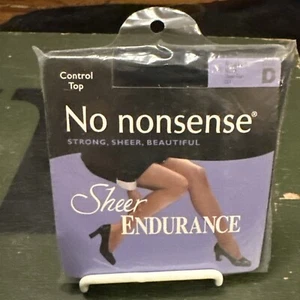 Control
Top
D
No nonsense®
STRONG, SHEER, BEAUTIFUL
Sheer
ENDURANCE